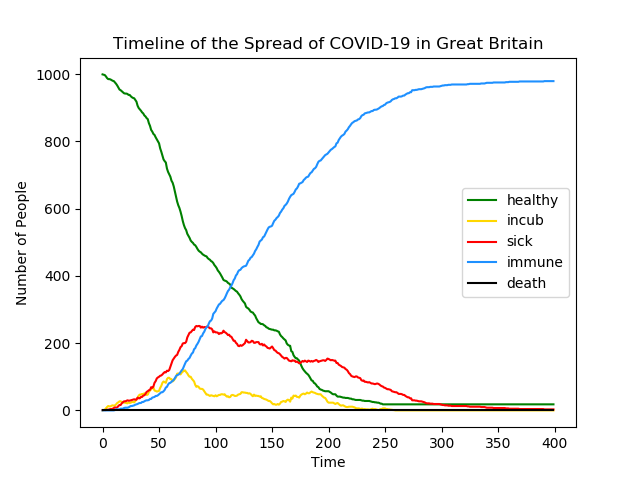 Timeline of the Spread of COVID-19 in Great Britain
Number of People
1000
800
600
400
200
0
healthy
incub
sick
immune
death
0 50 100 150 200 250 300 350 400
Time